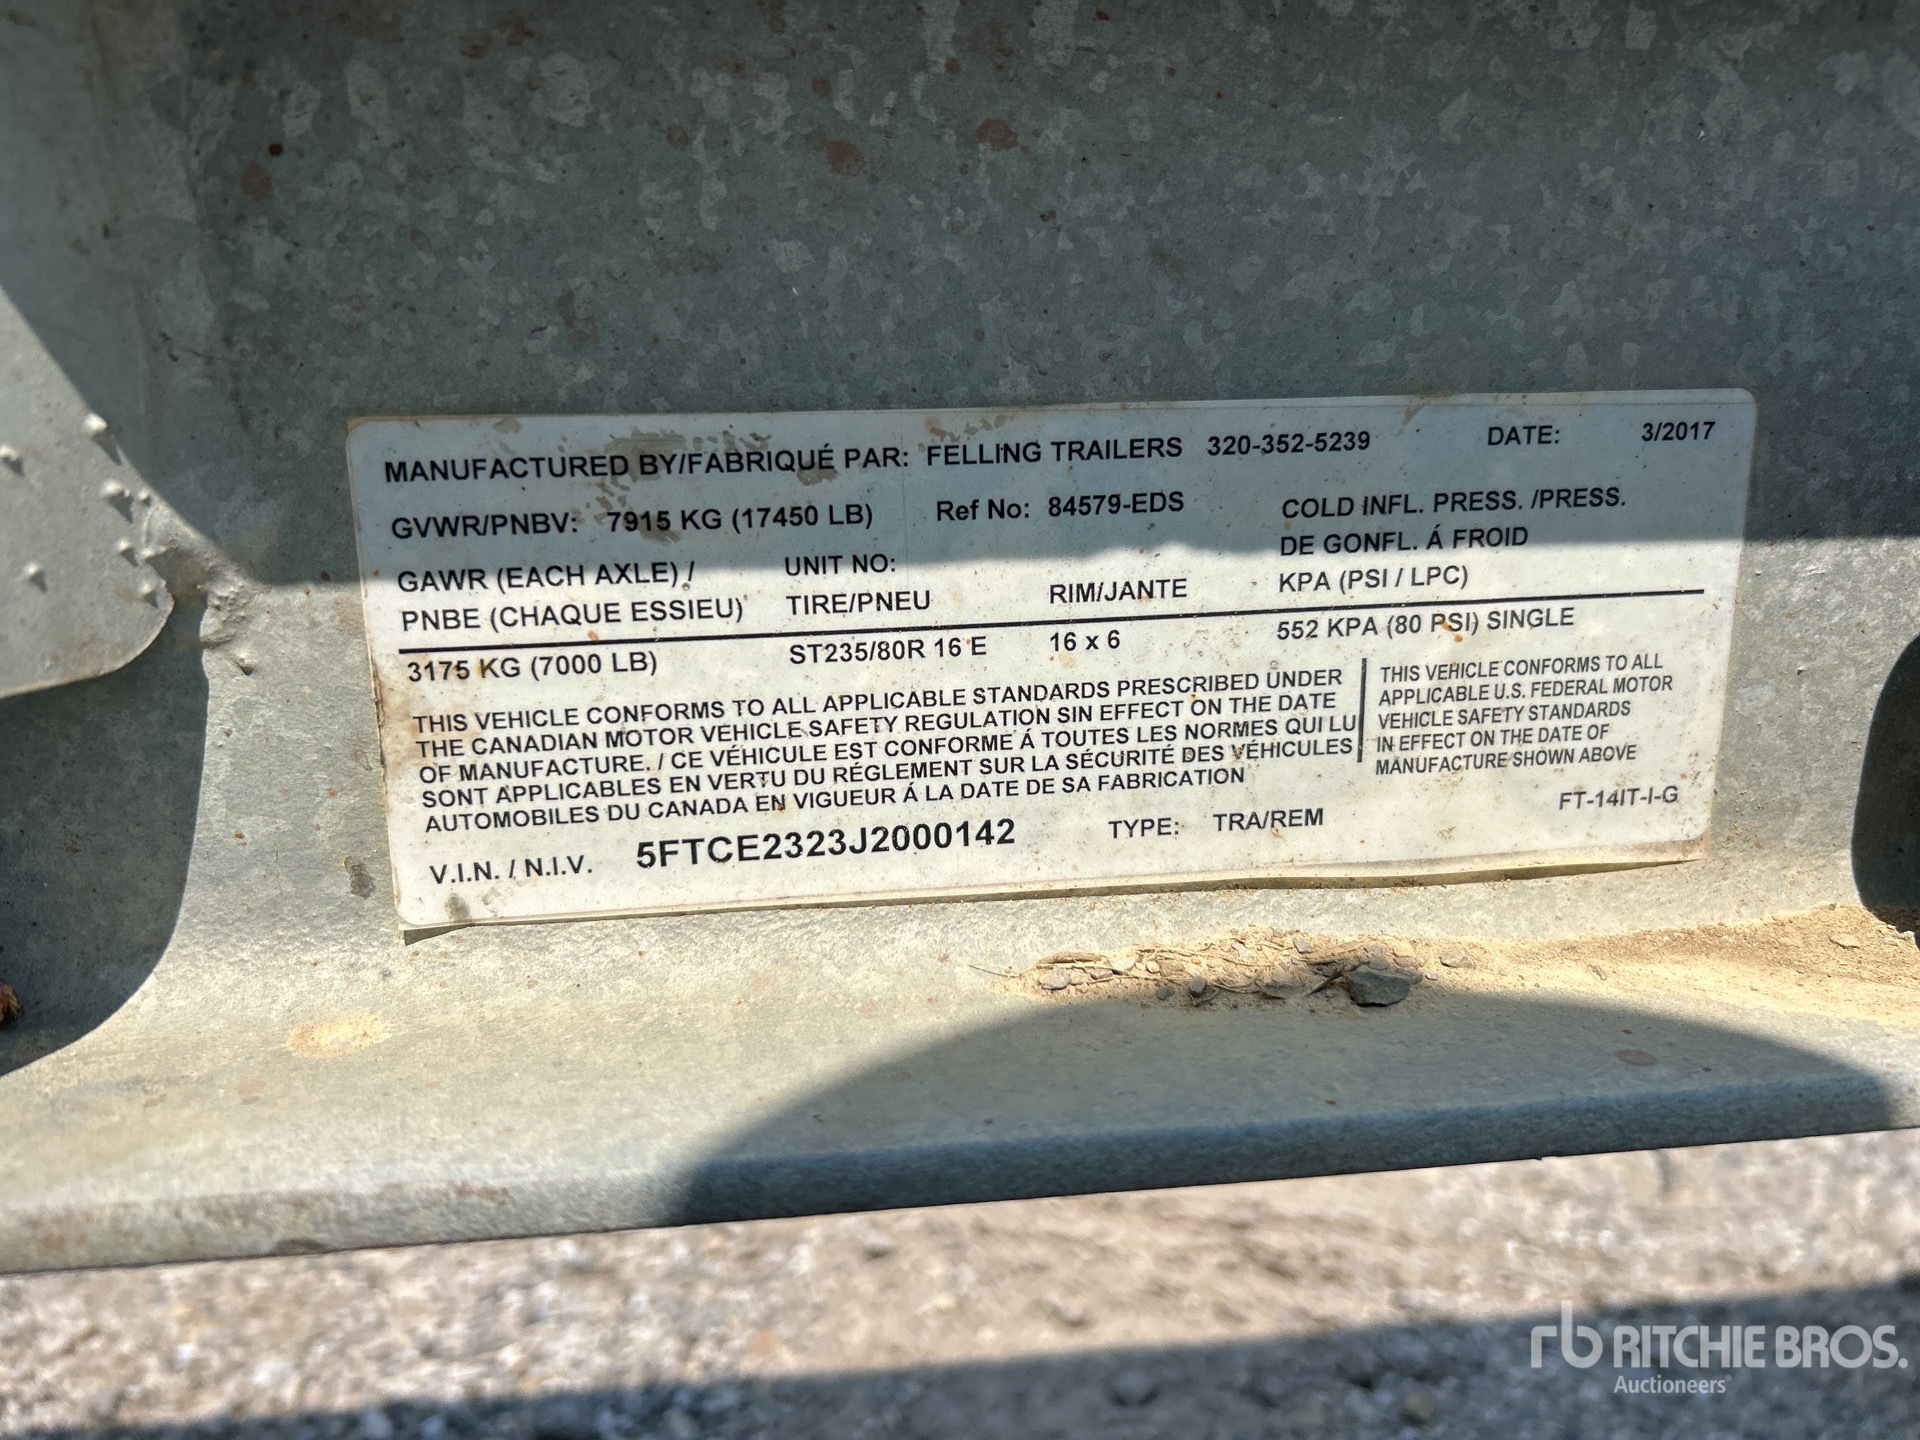 MANUFACTURED BY/FABRIQUÉ PAR: FELLING TRAILERS 320-352-5239 DATE: 3/2017
GVWR/PNBV: 7915 KG (17450 LB) Ref No: 84579-EDS COLD INFL. PRESS. /PRESS.
DE GONFL. Á FROID
GAWR (EACH AXLE) / UNIT NO: KPA (PSI / LPC)
PNBE (CHAQUE ESSIEU) TIRE/PNEU RIM/JANTE
3175 KG (7000 LB) ST235/80R 16 E 16 x 6 552 KPA (80 PSI) SINGLE
THIS VEHICLE CONFORMS TO ALL APPLICABLE STANDARDS PRESCRIBED UNDER
THE CANADIAN MOTOR VEHICLE SAFETY REGULATION SIN EFFECT ON THE DATE
OF MANUFACTURE. / CE VÉHICULE EST CONFORME Á TOUTES LES NORMES QUI LUI
SONT APPLICABLES EN VERTU DU RÉGLEMENT SUR LA SÉCURITÉ DES VÉHICULES
AUTOMOBILES DU CANADA EN VIGUEUR Á LA DATE DE SA FABRICATION
THIS VEHICLE CONFORMS TO ALL
APPLICABLE U.S. FEDERAL MOTOR
VEHICLE SAFETY STANDARDS
IN EFFECT ON THE DATE OF
MANUFACTURE SHOWN ABOVE
V.I.N. / N.I.V. 5FTCE2323J2000142 TYPE: TRA/REM FT-14IT-I-G
rb RITCHIE BROS.
Auctioneers